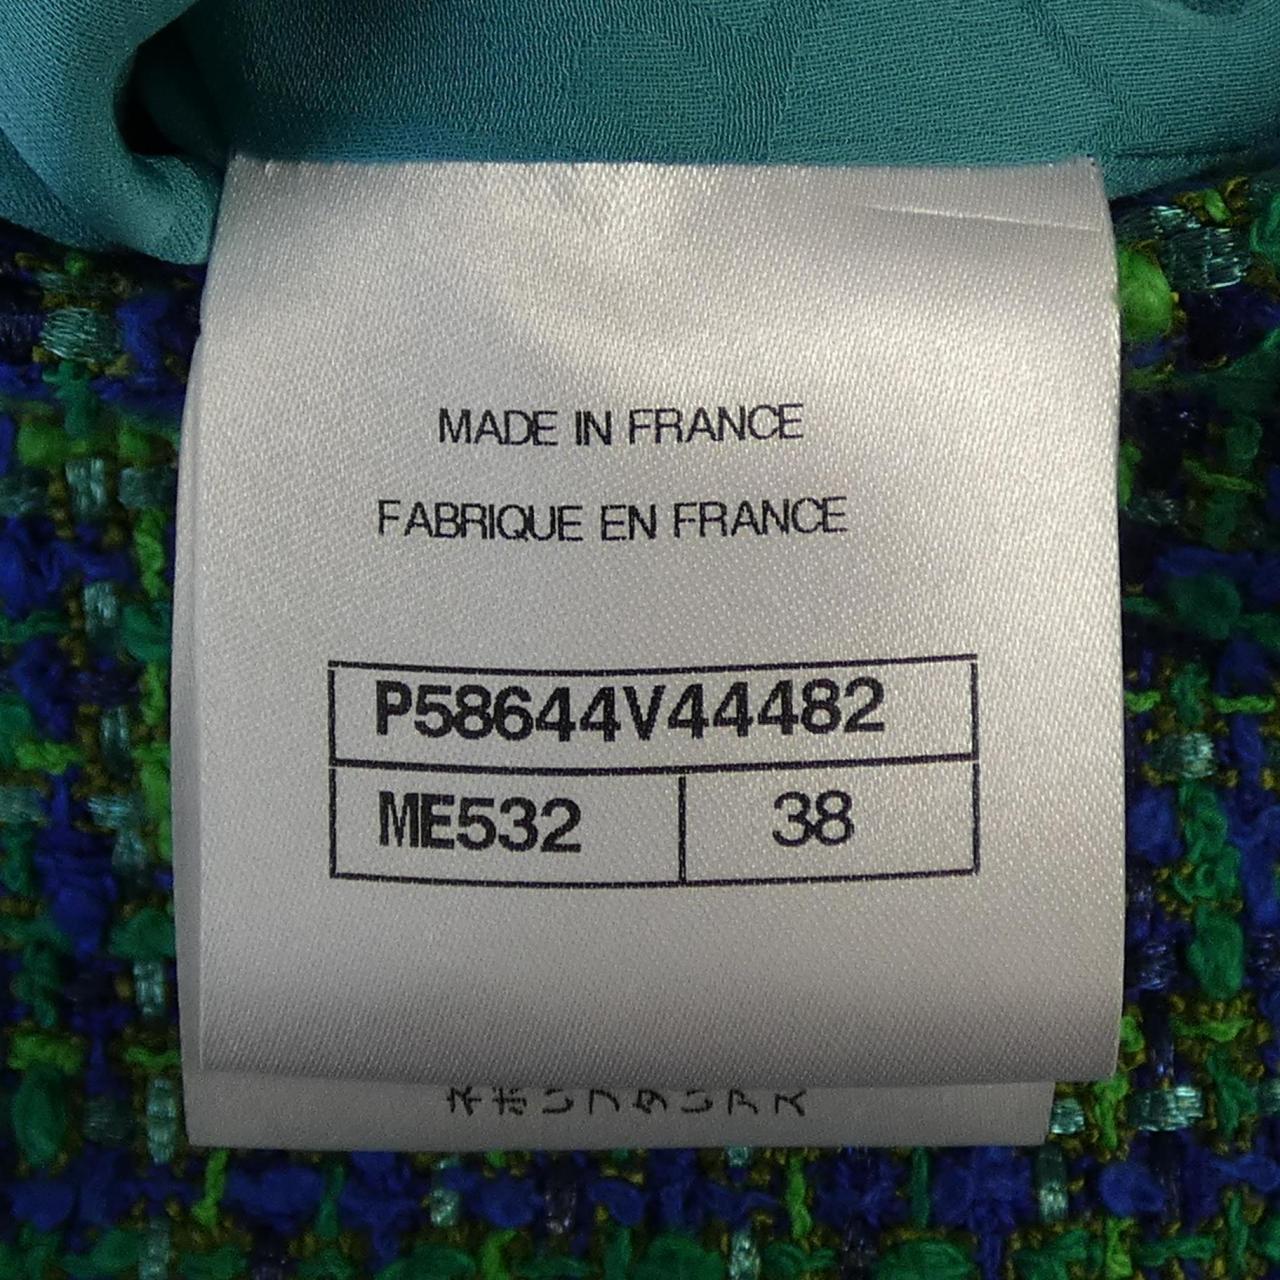 MADE IN FRANCE
FABRIQUE EN FRANCE
P58644V44482
ME532 38